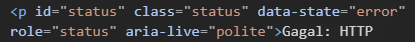 <p id="status" class="status" data-state="error"
role="status" aria-live="polite">Gagal: HTTP